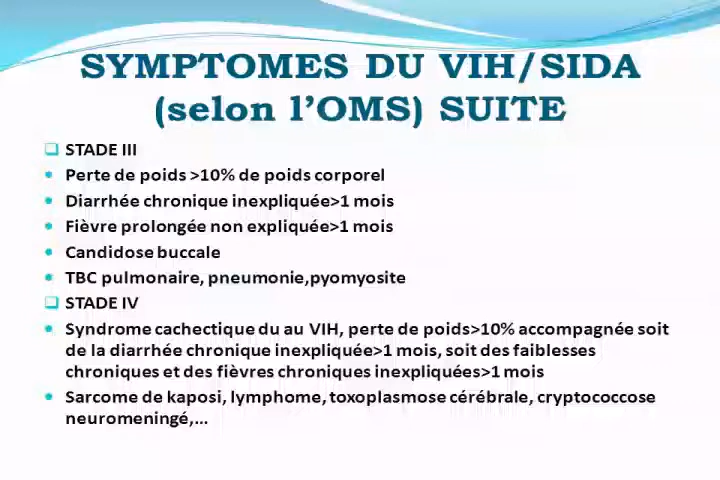 SYMPTOMES DU VIH/SIDA
(selon l’OMS) SUITE
STADE III
Perte de poids >10% de poids corporel
Diarrhée chronique inexpliquée>1 mois
Fièvre prolongée non expliquée>1 mois
Candidose buccale
TBC pulmonaire, pneumonie,pyomyosite
STADE IV
Syndrome cachectique du au VIH, perte de poids>10% accompagnée soit
de la diarrhée chronique inexpliquée>1 mois, soit des faiblesses
chroniques et des fièvres chroniques inexpliquées>1 mois
Sarcome de kaposi, lymphome, toxoplasmose cérébrale, cryptococcose
neuromeningé,...